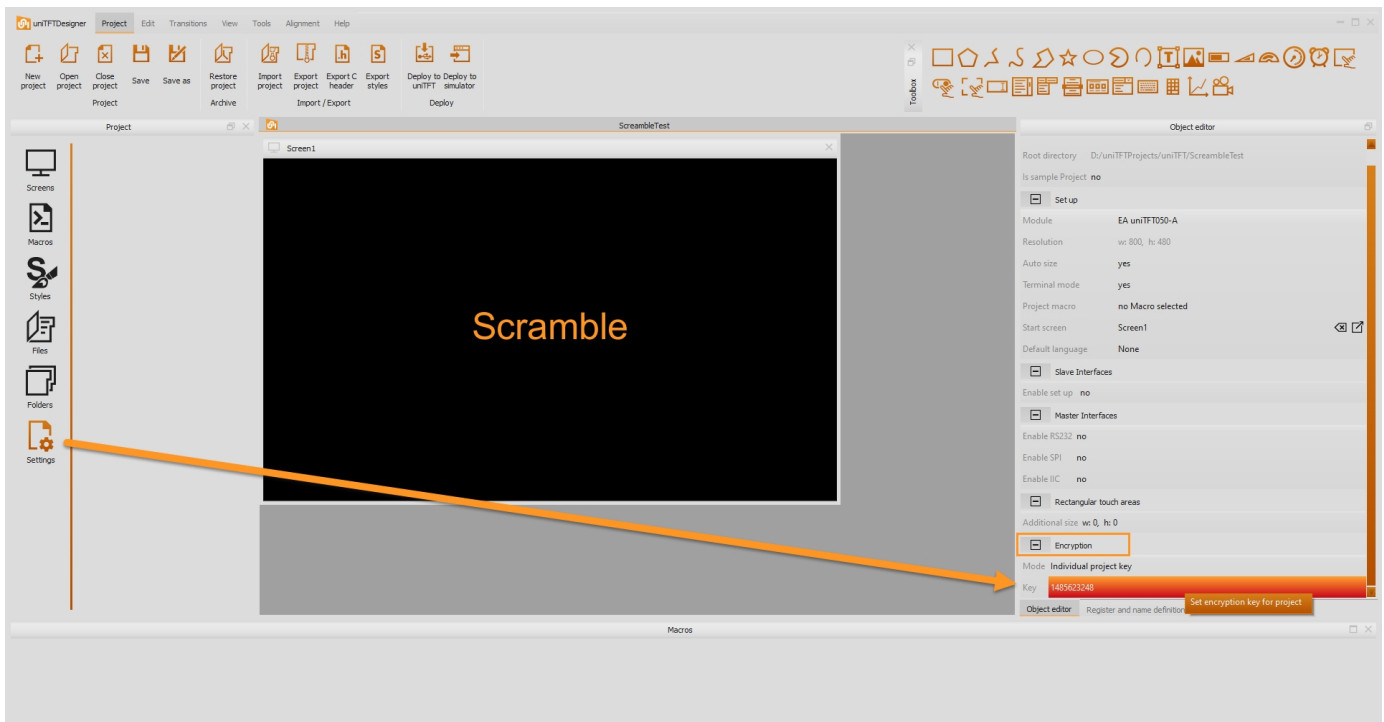 uniTFTDesigner Project Edit Transitions View Tools Alignment Help
New project
Open project
Close project
Save
Save as
Restore project
Import project
Export project
Export C header
Export styles
Deploy to uniTFT
Deploy to simulator
Project
Archive
Import / Export
Deploy
Toolbox
Project
ScreambleTest
Object editor
Screens
Macros
Styles
Files
Folders
Settings
Screen1
Scramble
Root directory D:/uniTFTProjects/uniTFT/ScreambleTest
Is sample Project no
Set up
Module EA uniTFT050-A
Resolution w: 800, h: 480
Auto size yes
Terminal mode yes
Project macro no Macro selected
Start screen Screen1
Default language None
Slave Interfaces
Enable set up no
Master Interfaces
Enable RS232 no
Enable SPI no
Enable IIC no
Rectangular touch areas
Additional size w: 0, h: 0
Encryption
Mode Individual project key
Key 1485623248
Set encryption key for project
Object editor Register and name definition
Macros